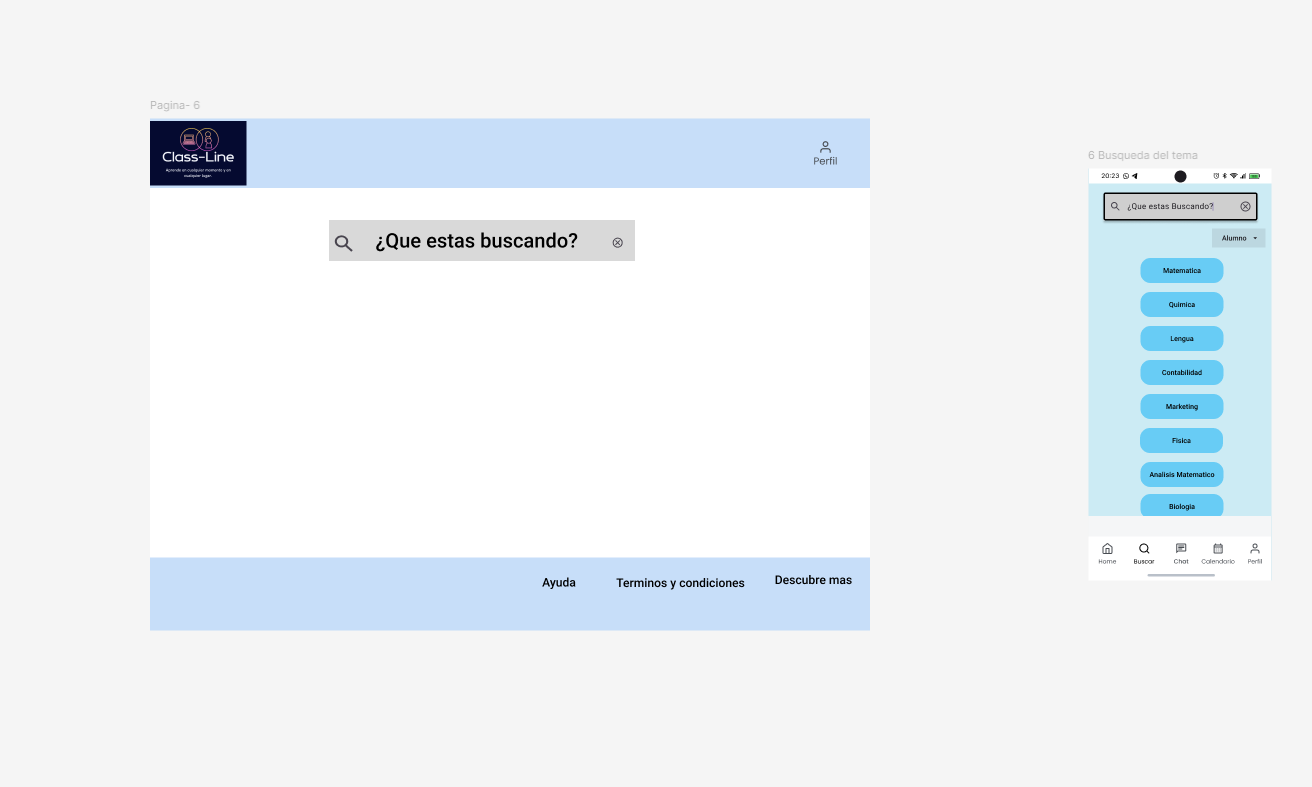 Pagina- 6
Class-Line
Aprende en cualquier momento y en
cualquier lugar.
Perfil
¿Que estas buscando?
Ayuda
Terminos y condiciones
Descubre mas
6 Busqueda del tema
20:23
¿Que estas Buscando?
Alumno
Matematica
Quimica
Lengua
Contabilidad
Marketing
Fisica
Analisis Matematico
Biologia
Home
Buscar
Chat
Calendario
Perfil